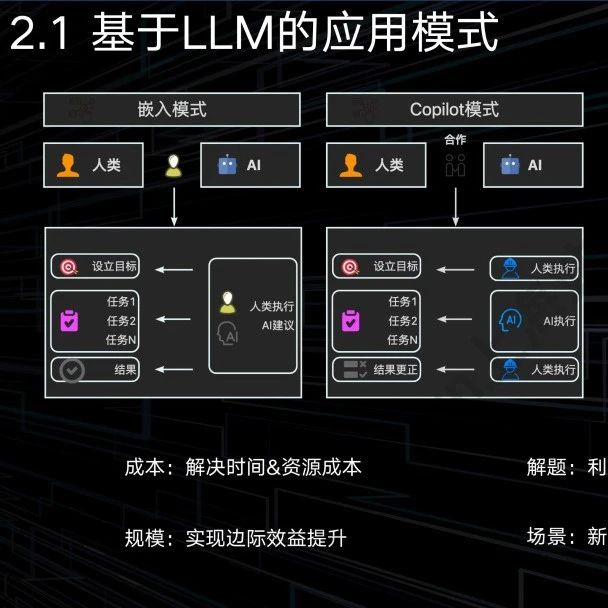 2.1 基于LLM的应用模式
嵌入模式
人类
AI
设立目标
任务1
任务2
任务N
结果
人类执行
AI建议
Copilot模式
合作
人类
AI
设立目标
任务1
任务2
任务N
结果更正
人类执行
AI
AI执行
人类执行
成本：解决时间&资源成本
规模：实现边际效益提升
解题：利
场景：新